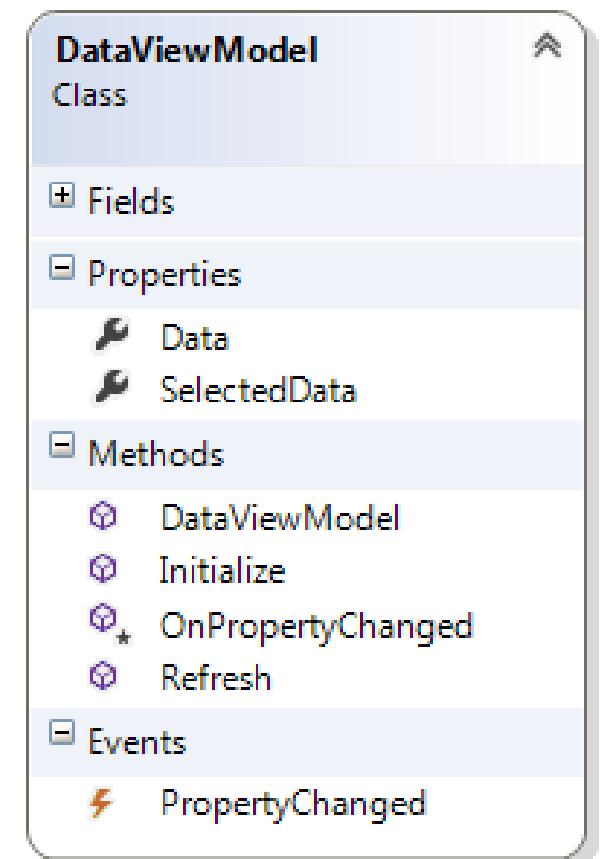 DataViewModel
Class
Fields
Properties
Data
SelectedData
Methods
DataViewModel
Initialize
OnPropertyChanged
Refresh
Events
PropertyChanged